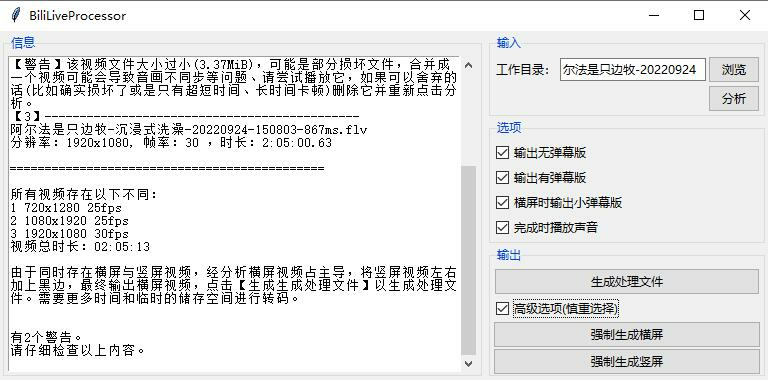 BiliLiveProcessor
信息
【警告】该视频文件大小过小(3.37MiB)，可能是部分损坏文件，合并成
一个视频可能会导致音画不同步等问题、请尝试播放它，如果可以舍弃的
话(比如确实损坏了或是只有超短时间、长时间卡顿)删除它并重新点击分
析。
【3】----------------------------------------
阿尔法是只边牧-沉浸式洗澡-20220924-150803-867ms.flv
分辨率：1920x1080, 帧率：30 ，时长：2:05:00.63
=============================================
所有视频存在以下不同：
1 720x1280 25fps
2 1080x1920 25fps
3 1920x1080 30fps
视频总时长：02:05:13
由于同时存在横屏与竖屏视频，经分析横屏视频占主导，将竖屏视频左右
加上黑边，最终输出横屏视频，点击【生成生成处理文件】以生成处理文
件。需要更多时间和临时的储存空间进行转码。
有2个警告。
请仔细检查以上内容。
输入
工作目录： 尔法是只边牧-20220924 浏览
分析
选项
输出无弹幕版
输出有弹幕版
横屏时输出小弹幕版
完成时播放声音
输出
生成处理文件
高级选项(慎重选择)
强制生成横屏
强制生成竖屏